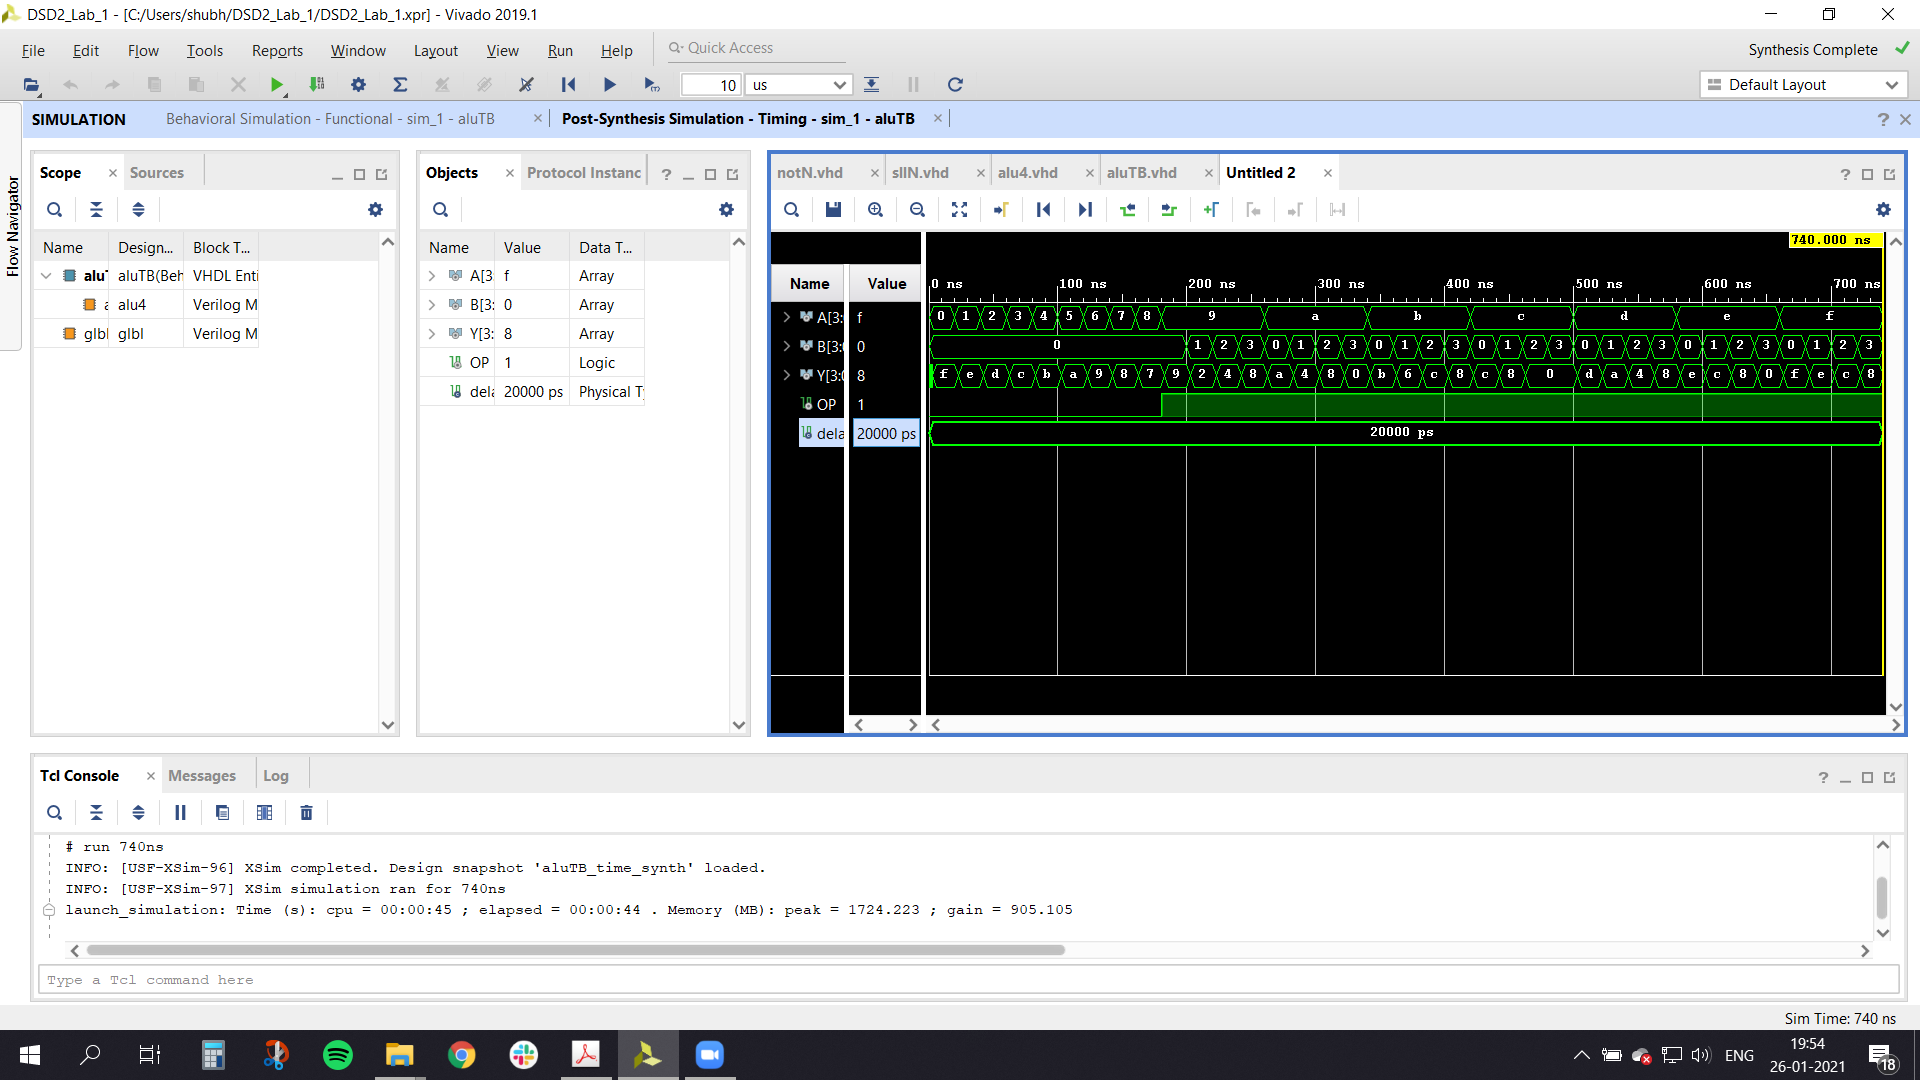 DSD2_Lab_1 - [C:/Users/shubh/DSD2_Lab_1/DSD2_Lab_1.xpr] - Vivado 2019.1
File Edit Flow Tools Reports Window Layout View Run Help Quick Access
Synthesis Complete
10 us
Default Layout
SIMULATION Behavioral Simulation - Functional - sim_1 - aluTB Post-Synthesis Simulation - Timing - sim_1 - aluTB
Flow Navigator
Scope Sources
Name Design... Block T...
alu aluTB(Beh VHDL Enti
a alu4 Verilog M
glbl glbl Verilog M
Objects Protocol Instanc
Name Value Data T...
A[3: f Array
B[3: 0 Array
Y[3: 8 Array
OP 1 Logic
dela 20000 ps Physical T
notN.vhd sllN.vhd alu4.vhd aluTB.vhd Untitled 2
740.000 ns
Name Value
0 ns 100 ns 200 ns 300 ns 400 ns 500 ns 600 ns 700 ns
A[3: f 0 1 2 3 4 5 6 7 8 9 a b c d e f
B[3:0 0 0 1 2 3 0 1 2 3 0 1 2 3 0 1 2 3 0 1 2 3 0 1 2 3 0 1 2 3
Y[3:0 8 f e d c b a 9 8 7 9 2 4 8 a 4 8 0 b 6 c 8 c 8 0 d a 4 8 e c 8 0 f e c 8
OP 1
dela 20000 ps 20000 ps
Tcl Console Messages Log
# run 740ns
INFO: [USF-XSim-96] XSim completed. Design snapshot 'aluTB_time_synth' loaded.
INFO: [USF-XSim-97] XSim simulation ran for 740ns
launch_simulation: Time (s): cpu = 00:00:45 ; elapsed = 00:00:44 . Memory (MB): peak = 1724.223 ; gain = 905.105
Type a Tcl command here
Sim Time: 740 ns
ENG
19:54
26-01-2021
18